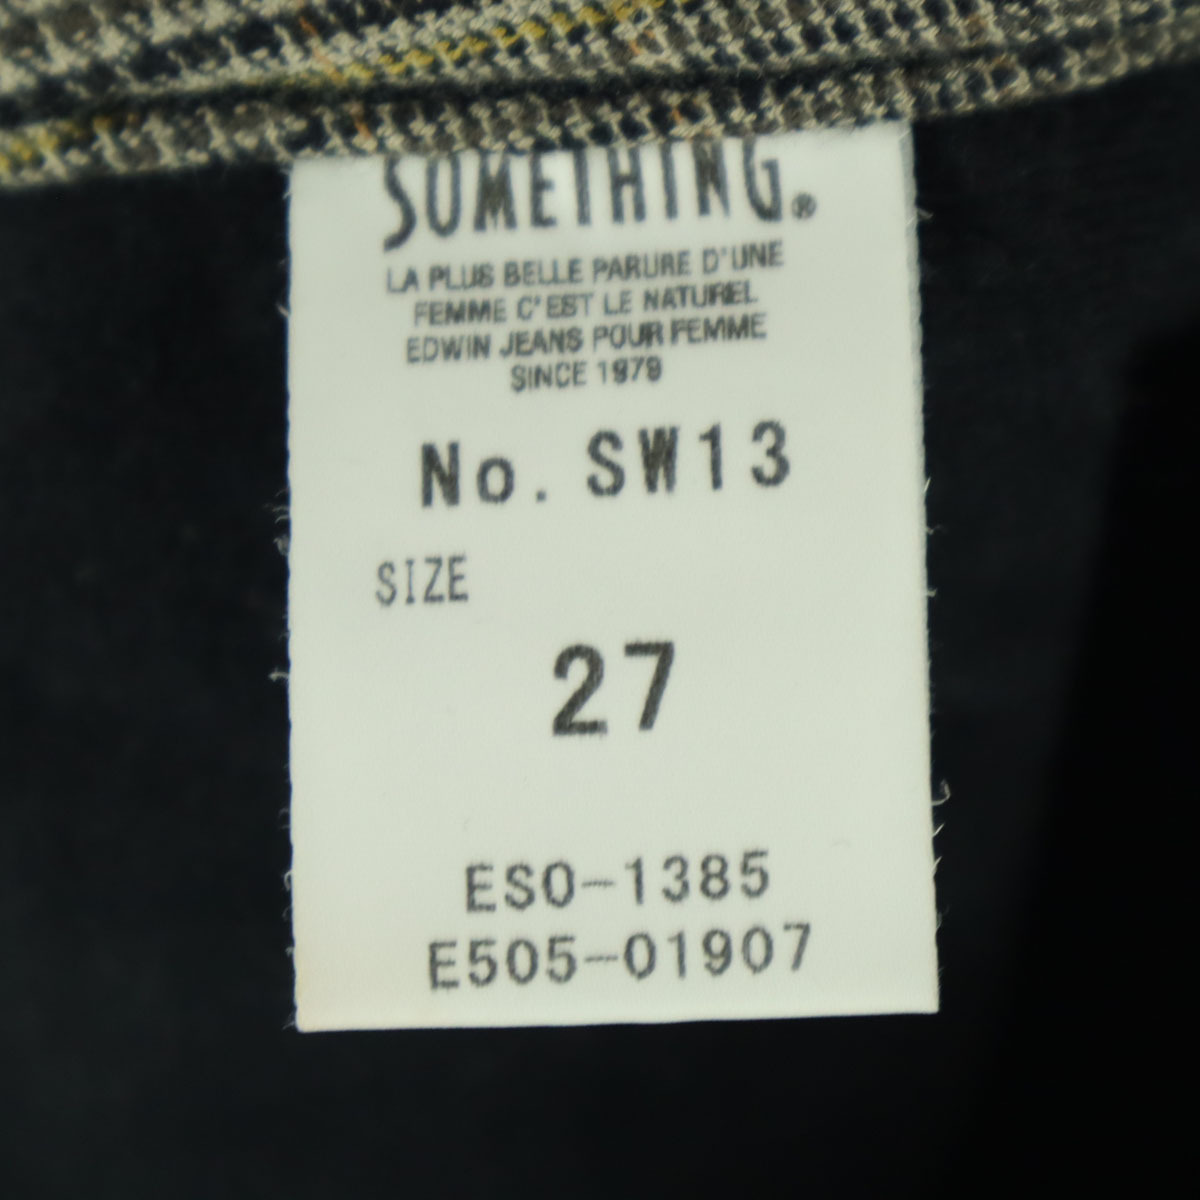 SOMETHING®
LA PLUS BELLE PARURE D'UNE
FEMME C'EST LE NATUREL
EDWIN JEANS POUR FEMME
SINCE 1979
No. SW13
SIZE
27
ESO-1385
E505-01907